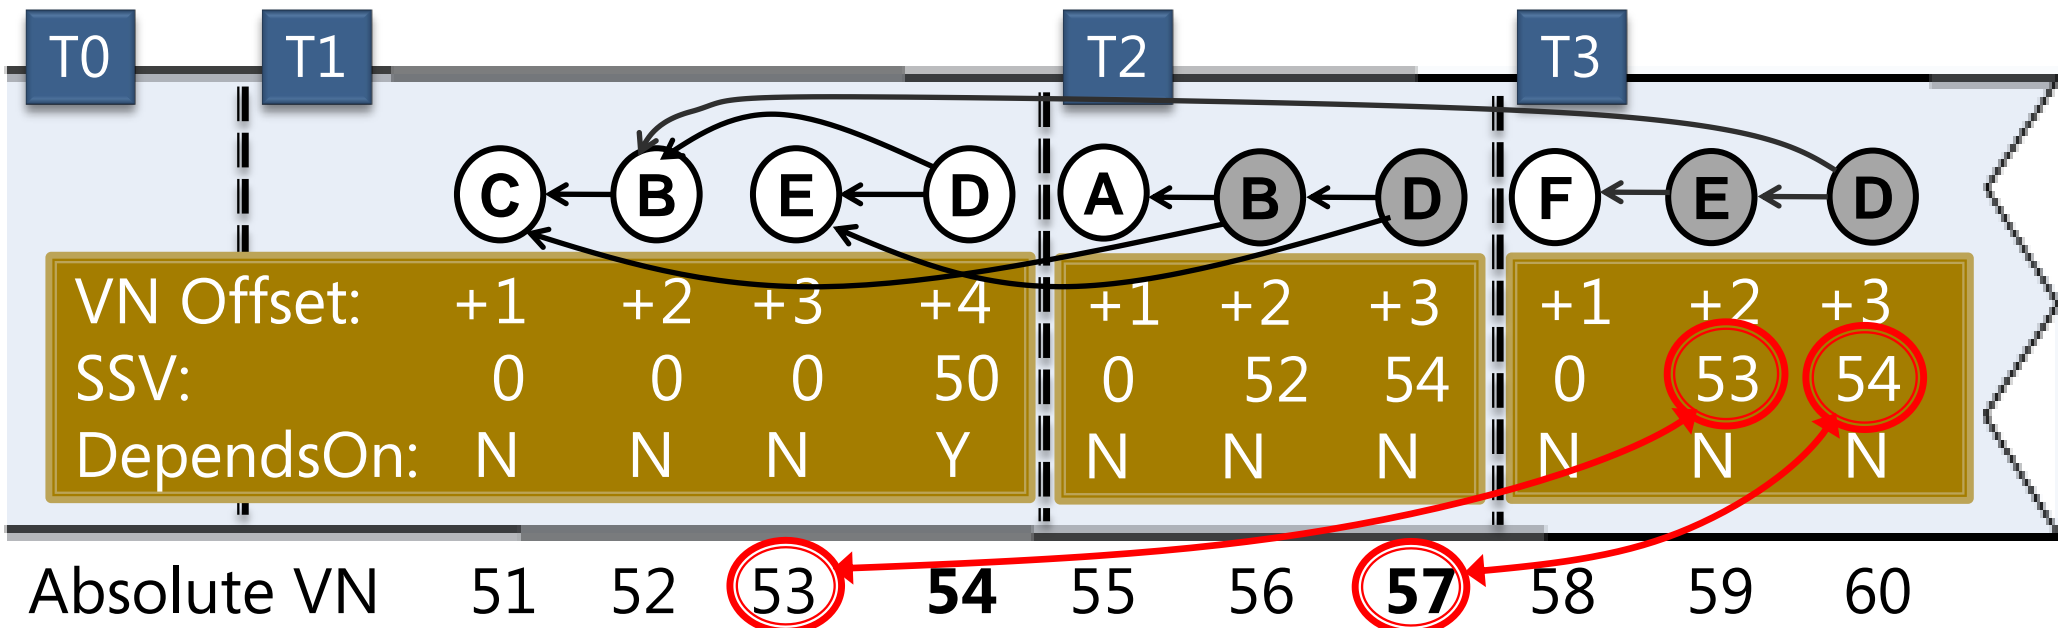 T0 T1 T2 T3
C B E D A B D F E D
VN Offset: +1 +2 +3 +4 +1 +2 +3 +1 +2 +3
SSV: 0 0 0 50 0 52 54 0 53 54
DependsOn: N N N Y N N N N N N
Absolute VN 51 52 53 54 55 56 57 58 59 60